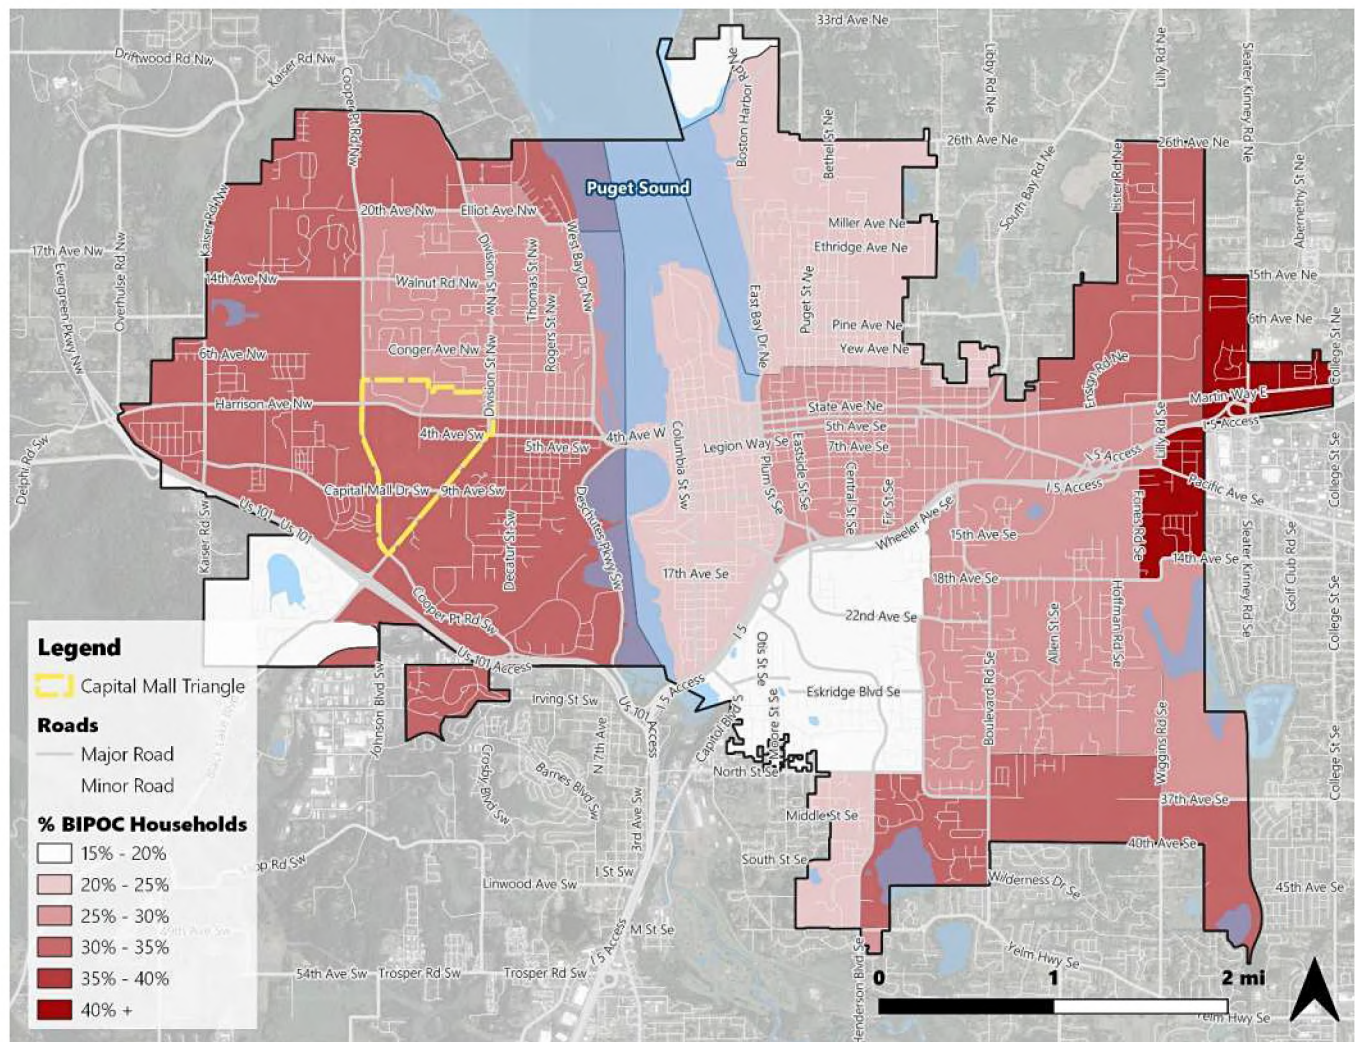 33rd Ave Ne
Driftwood Rd Nw
Kaiser Rd Nw
Cooper Pt Rd Nw
Rd Ne
Boston Harbor
Bethel St Ne
Libby Rd Ne
Lilly Rd Ne
Sleater Kinney Rd Ne
26th Ave Ne
26th Ave Ne
South Bay Rd Ne
Lister Rd Ne
Abernethy St Ne
Puget Sound
Kaiser Rd Nw
20th Ave Nw
Elliot Ave Nw
West Bay Dr Nw
Miller Ave Ne
Ethridge Ave Ne
17th Ave Nw
Overhulse Rd Nw
Evergreen Pkwy Nw
14th Ave Nw
Walnut Rd Nw
Division St Nw
Thomas St Nw
Rogers St Nw
East Bay Dr Ne
Puget St Ne
15th Ave Ne
6th Ave Ne
College St Ne
Pine Ave Ne
Yew Ave Ne
6th Ave Nw
Conger Ave Nw
Division St Nw
Ensign Rd Ne
Martin Way E
Harrison Ave Nw
State Ave Ne
I 5 Access
4th Ave Sw
5th Ave Sw
4th Ave W
Columbia St Sw
Legion Way Se
5th Ave Se
7th Ave Se
Lilly Rd Se
I 5 Access
Delphi Rd Sw
Plum St Se
Eastside St Se
Central St Se
Fir St Se
College St Se
Capital Mall Dr Sw
9th Ave Sw
I 5 Access
Pacific Ave Se
Us 101
Us 101
Kaiser Rd Sw
Decatur St Sw
Deschutes Pkwy Sw
Wheeler Ave Se
15th Ave Se
Fones Rd Se
14th Ave Se
Sleater Kinney Rd Se
Golf Club Rd Se
College St Se
17th Ave Se
18th Ave Se
Cooper Pt Rd Sw
22nd Ave Se
Allen St Se
Hoffman Rd Se
I 5
Otis St Se
Us 101 Access
Johnson Blvd Sw
Irving St Sw
Us 101 Access
I 5 Access
Eskridge Blvd Se
Boulevard Rd Se
Wiggins Rd Se
Capitol Blvd S
Moore St Se
Crosby Blvd Sw
Barnes Blvd Sw
N 7th Ave
North St Se
College St Se
3rd Ave Sw
Middle St Se
37th Ave Se
40th Ave Se
South St Se
I St Sw
Linwood Ave Sw
Wilderness Dr Se
45th Ave Se
49th Ave Sw
M St Se
I 5 Access
Henderson Blvd Se
Yelm Hwy Se
54th Ave Sw
Trosper Rd Sw
Trosper Rd Sw
Yelm Hwy Se
Legend
Capital Mall Triangle
Roads
Major Road
Minor Road
% BIPOC Households
15% - 20%
20% - 25%
25% - 30%
30% - 35%
35% - 40%
40% +
0 1 2 mi